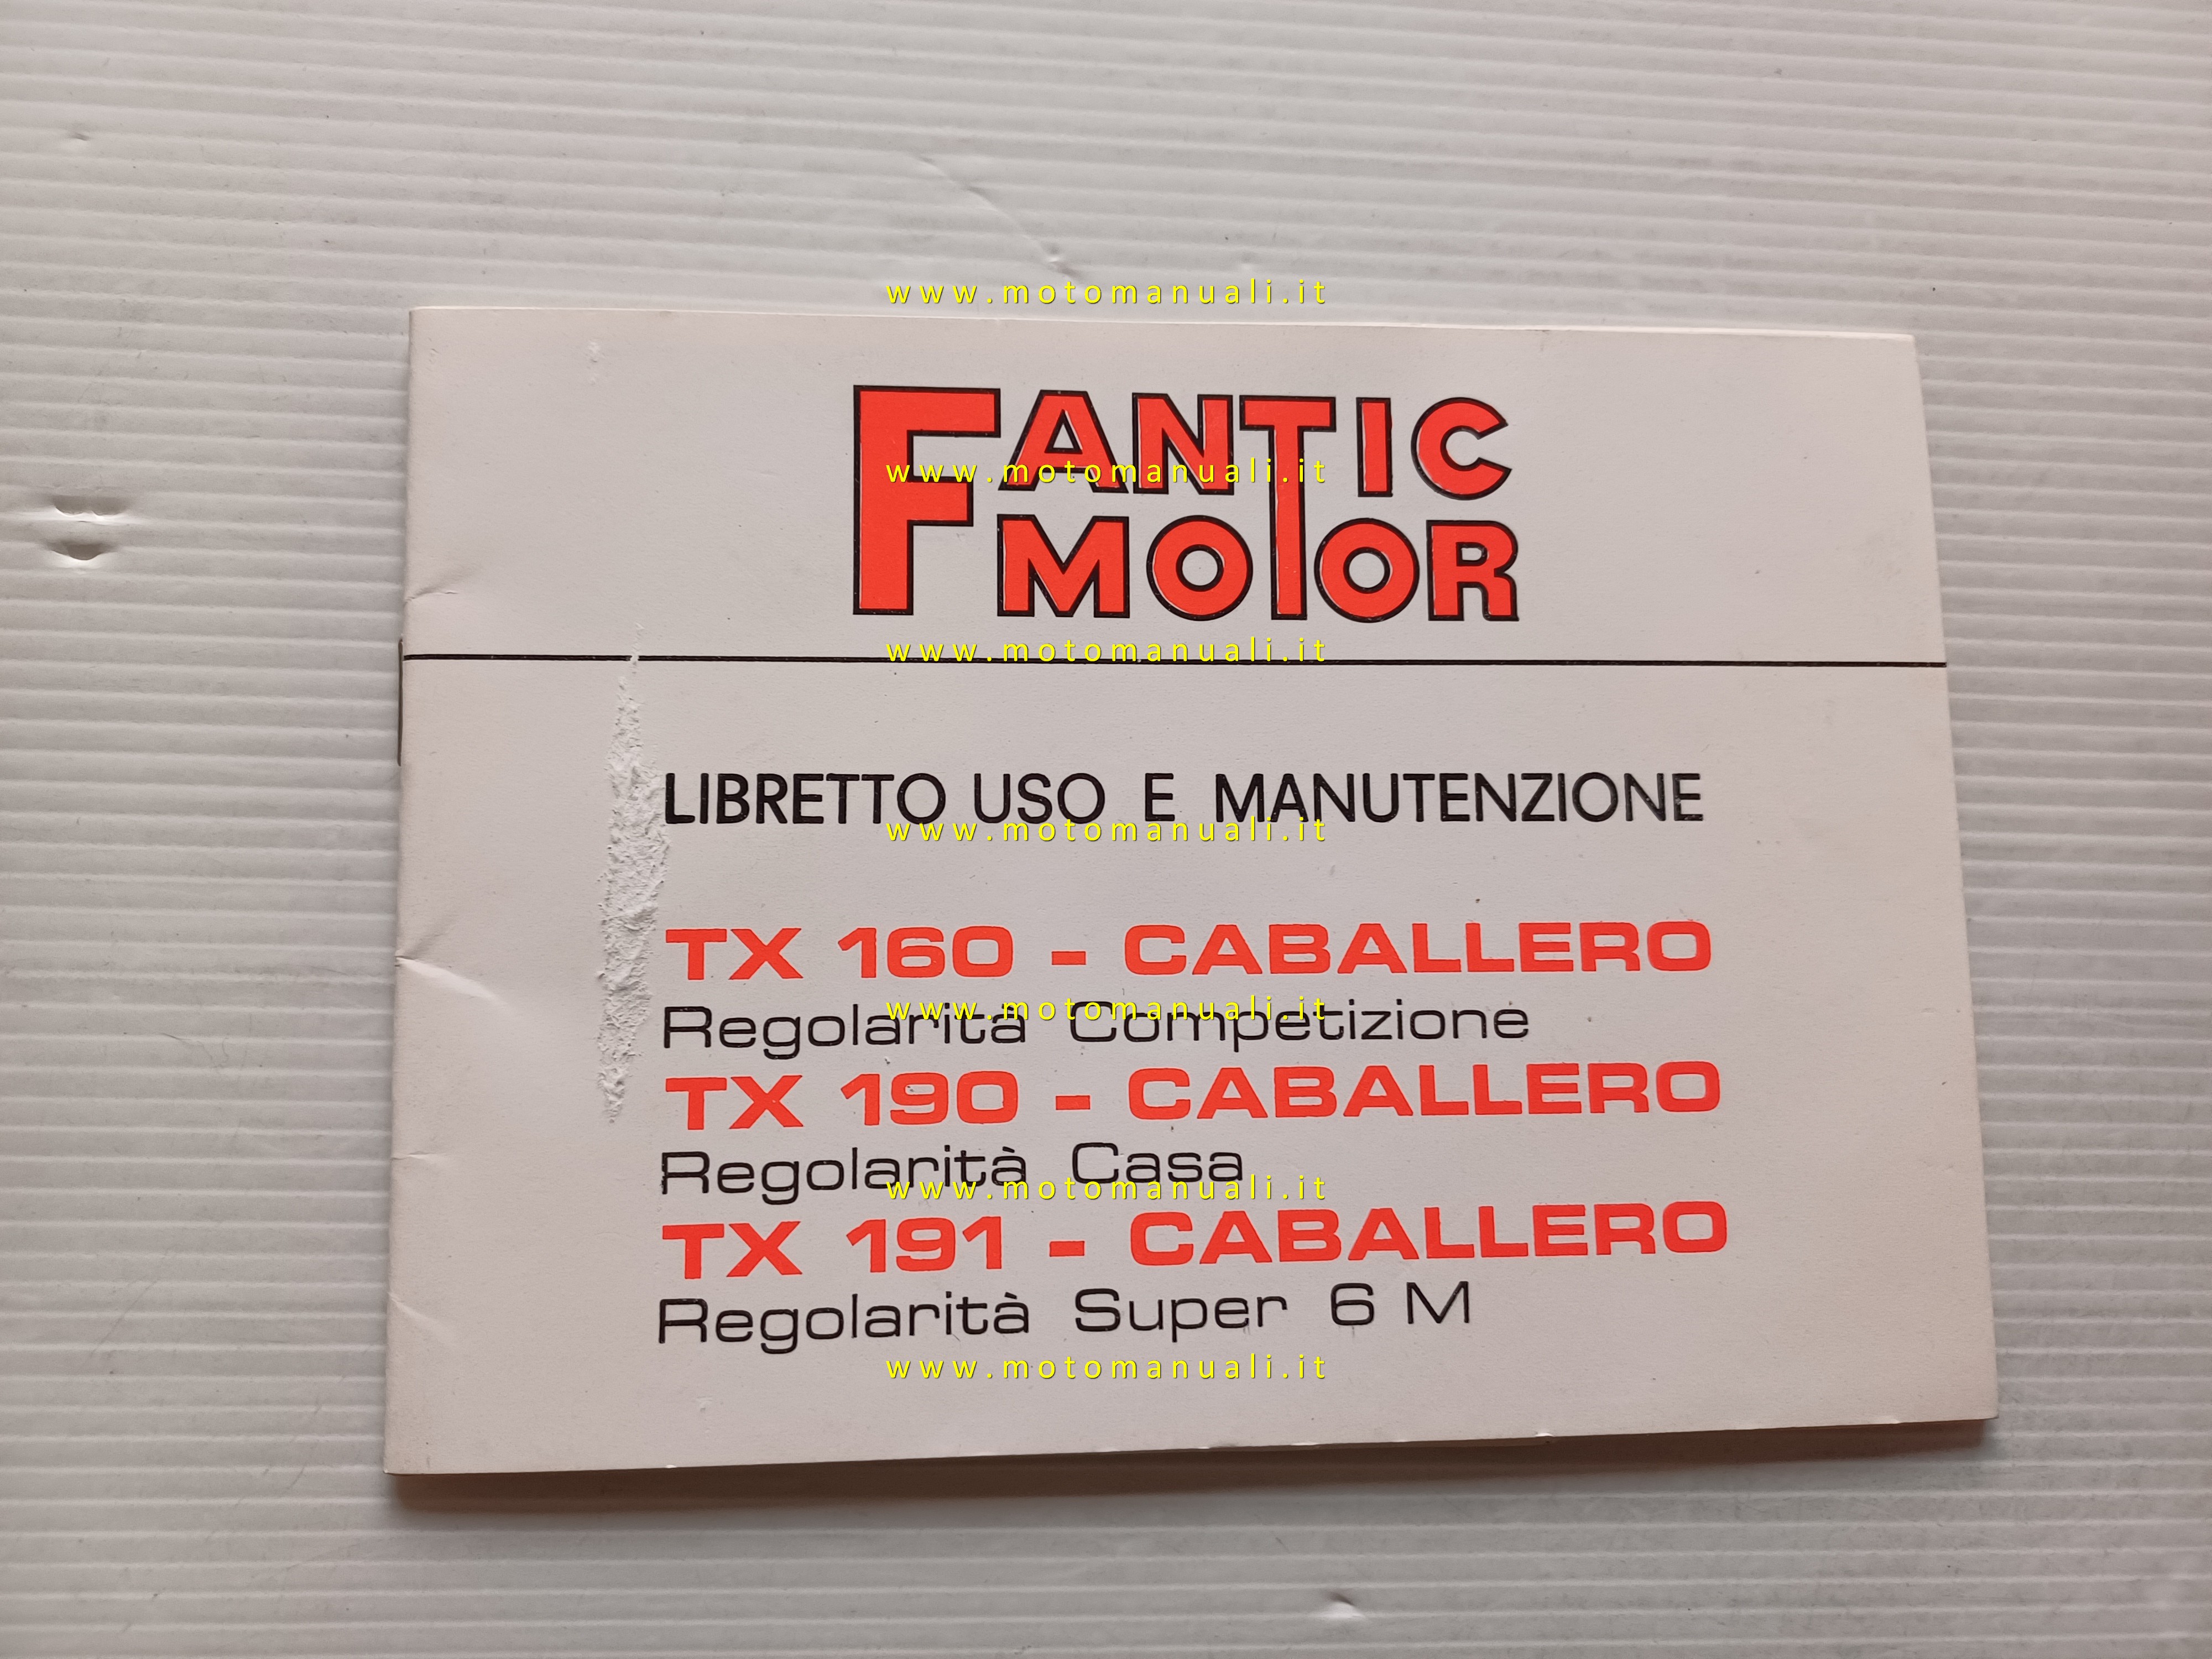 www.motomanuali.it
FANTIC
www.motomanuali.it
MOTOR
www.motomanuali.it
LIBRETTO USO E MANUTENZIONE
www.motomanuali.it
TX 160 - CABALLERO
www.motomanuali.it
Regolarità Competizione
TX 190 - CABALLERO
Regolarità Casa
www.motomanuali.it
TX 191 - CABALLERO
Regolarità Super 6 M
www.motomanuali.it